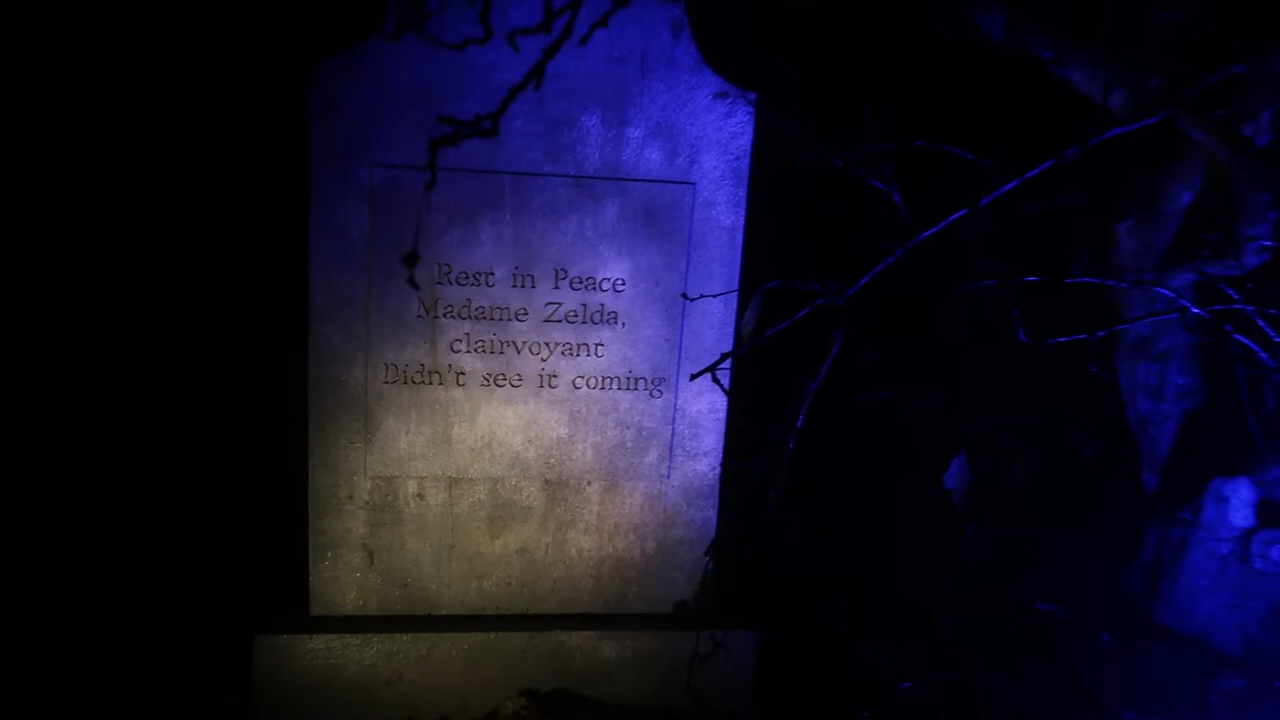 Rest in Peace
Madame Zelda,
clairvoyant
Didn't see it coming